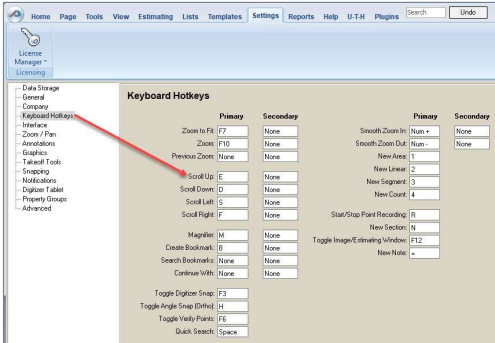 Home Page Tools View Estimating Lists Templates Settings Reports Help U-T-H Plugins Search Undo
License
Manager
Licensing
Data Storage
General
Company
Keyboard Hotkeys
Interface
Zoom / Pan
Annotations
Graphics
Takeoff Tools
Snapping
Notifications
Digitizer Tablet
Property Groups
Advanced
Keyboard Hotkeys
Primary Secondary
Zoom to Fit: F7 None
Zoom: F10 None
Previous Zoom: None None
Scroll Up: E None
Scroll Down: D None
Scroll Left: S None
Scroll Right: F None
Magnifier: M None
Create Bookmark: B None
Search Bookmarks: None None
Continue With: None None
Toggle Digitizer Snap: F3
Toggle Angle Snap (Ortho): H
Toggle Verify Points: F6
Quick Search: Space
Primary Secondary
Smooth Zoom In: Num + None
Smooth Zoom Out: Num - None
New Area: 1
New Linear: 2
New Segment: 3
New Count: 4
Start/Stop Point Recording: R
New Section: N
Toggle Image/Estimating Window: F12
New Note: =